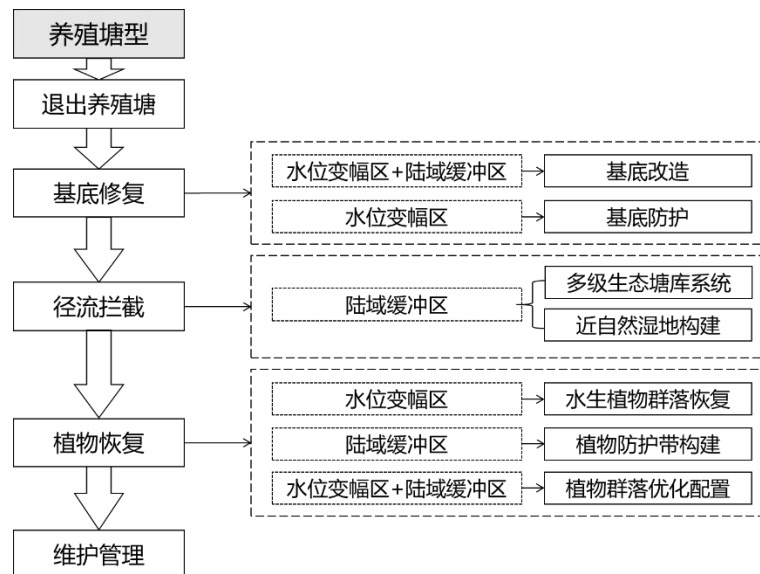 养殖塘型
退出养殖塘
基底修复
水位变幅区+陆域缓冲区
基底改造
水位变幅区
基底防护
径流拦截
陆域缓冲区
多级生态塘库系统
近自然湿地构建
植物恢复
水位变幅区
水生植物群落恢复
陆域缓冲区
植物防护带构建
水位变幅区+陆域缓冲区
植物群落优化配置
维护管理